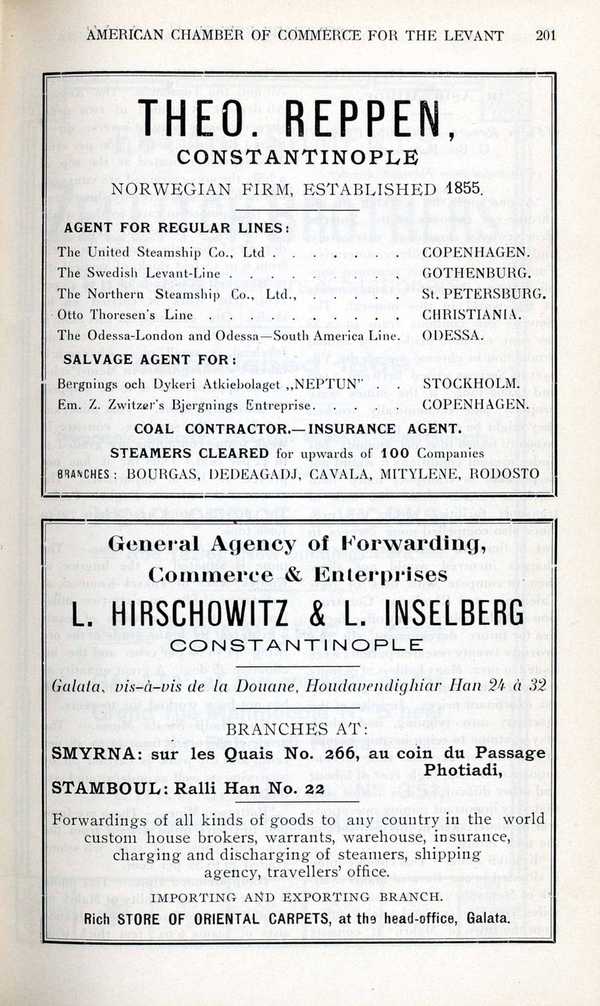 AMERICAN CHAMBER OF COMMERCE FOR THE LEVANT 201
THEO. REPPEN,
CONSTANTINOPLE
NORWEGIAN FIRM, ESTABLISHED 1855.
AGENT FOR REGULAR LINES:
The United Steamship Co., Ltd . . . . . . . COPENHAGEN.
The Swedish Levant-Line . . . . . . . . . GOTHENBURG.
The Northern Steamship Co., Ltd., . . . . . St. PETERSBURG.
Otto Thoresen's Line . . . . . . . . . CHRISTIANIA.
The Odessa-London and Odessa—South America Line. ODESSA.
SALVAGE AGENT FOR:
Bergnings och Dykeri Atkiebolaget „NEPTUN" . . STOCKHOLM.
Em. Z. Zwitzer's Bjergnings Entreprise. . . . . COPENHAGEN.
COAL CONTRACTOR.—INSURANCE AGENT.
STEAMERS CLEARED for upwards of 100 Companies
BRANCHES: BOURGAS, DEDEAGADJ, CAVALA, MITYLENE, RODOSTO
General Agency of Forwarding,
Commerce & Enterprises
L. HIRSCHOWITZ & L. INSELBERG
CONSTANTINOPLE
Galata, vis-à-vis de la Douane, Houdavendighiar Han 24 à 32
BRANCHES AT:
SMYRNA: sur les Quais No. 266, au coin du Passage
Photiadi,
STAMBOUL: Ralli Han No. 22
Forwardings of all kinds of goods to any country in the world
custom house brokers, warrants, warehouse, insurance,
charging and discharging of steamers, shipping
agency, travellers' office.
IMPORTING AND EXPORTING BRANCH.
Rich STORE OF ORIENTAL CARPETS, at the head-office, Galata.